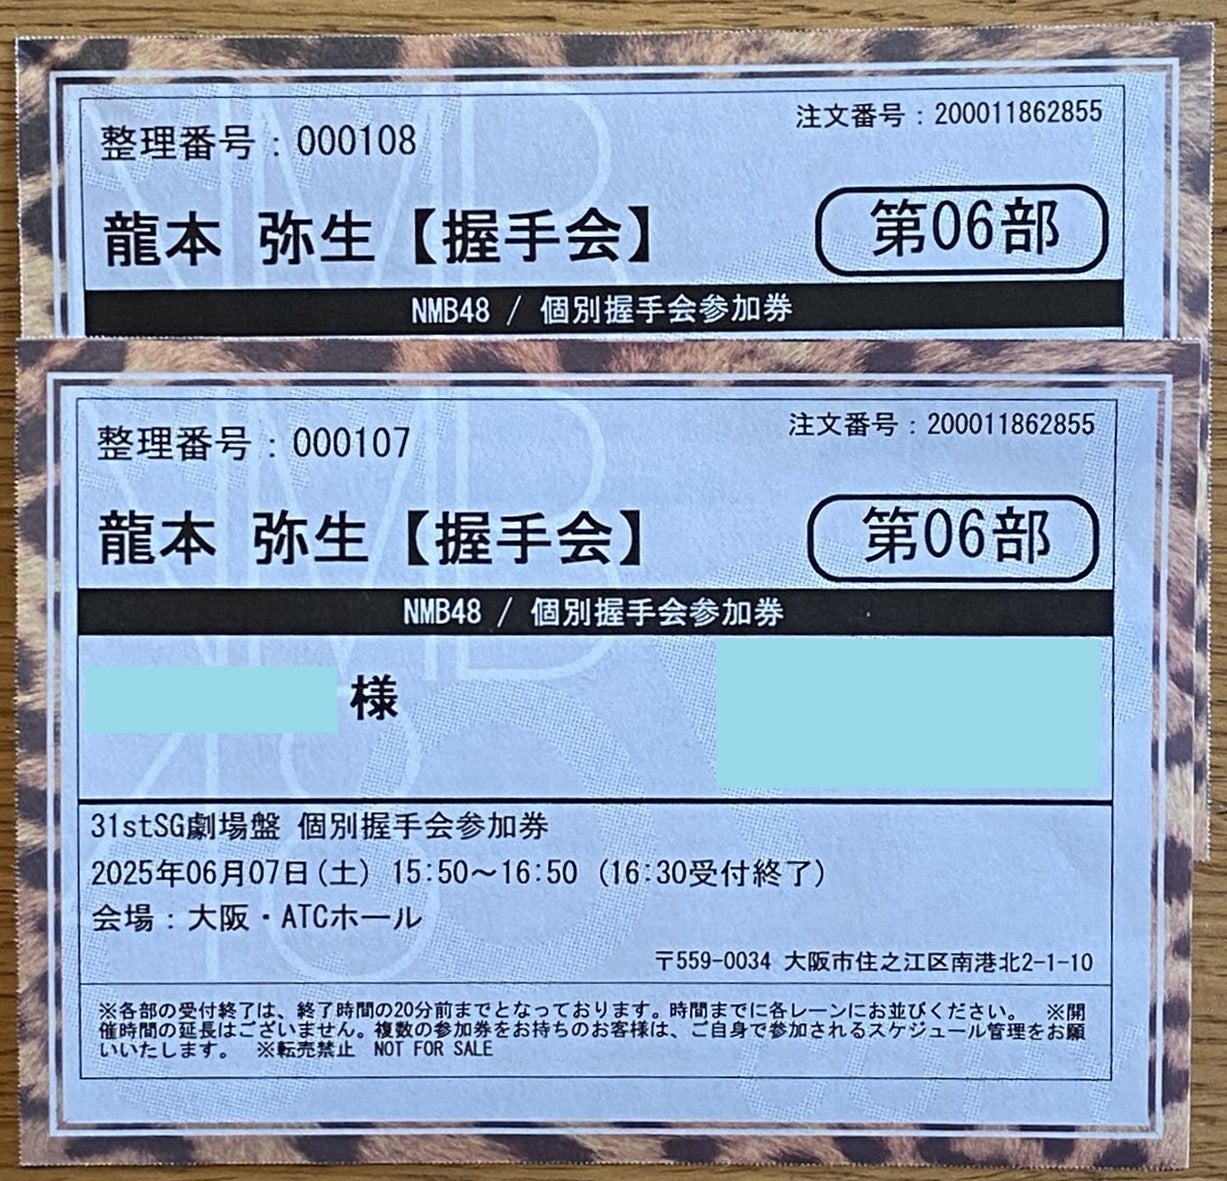 整理番号：000108
注文番号：200011862855
龍本 弥生【握手会】
第06部
NMB48 / 個別握手会参加券
整理番号：000107
注文番号：200011862855
龍本 弥生【握手会】
第06部
NMB48 / 個別握手会参加券
様
31stSG劇場盤 個別握手会参加券
2025年06月07日(土) 15:50～16:50 (16:30受付終了)
会場：大阪・ATCホール
〒559-0034 大阪市住之江区南港北2-1-10
※各部の受付終了は、終了時間の20分前までとなっております。時間までに各レーンにお並びください。 ※開
催時間の延長はございません。複数の参加券をお持ちのお客様は、ご自身で参加されるスケジュール管理をお願
いいたします。 ※転売禁止 NOT FOR SALE